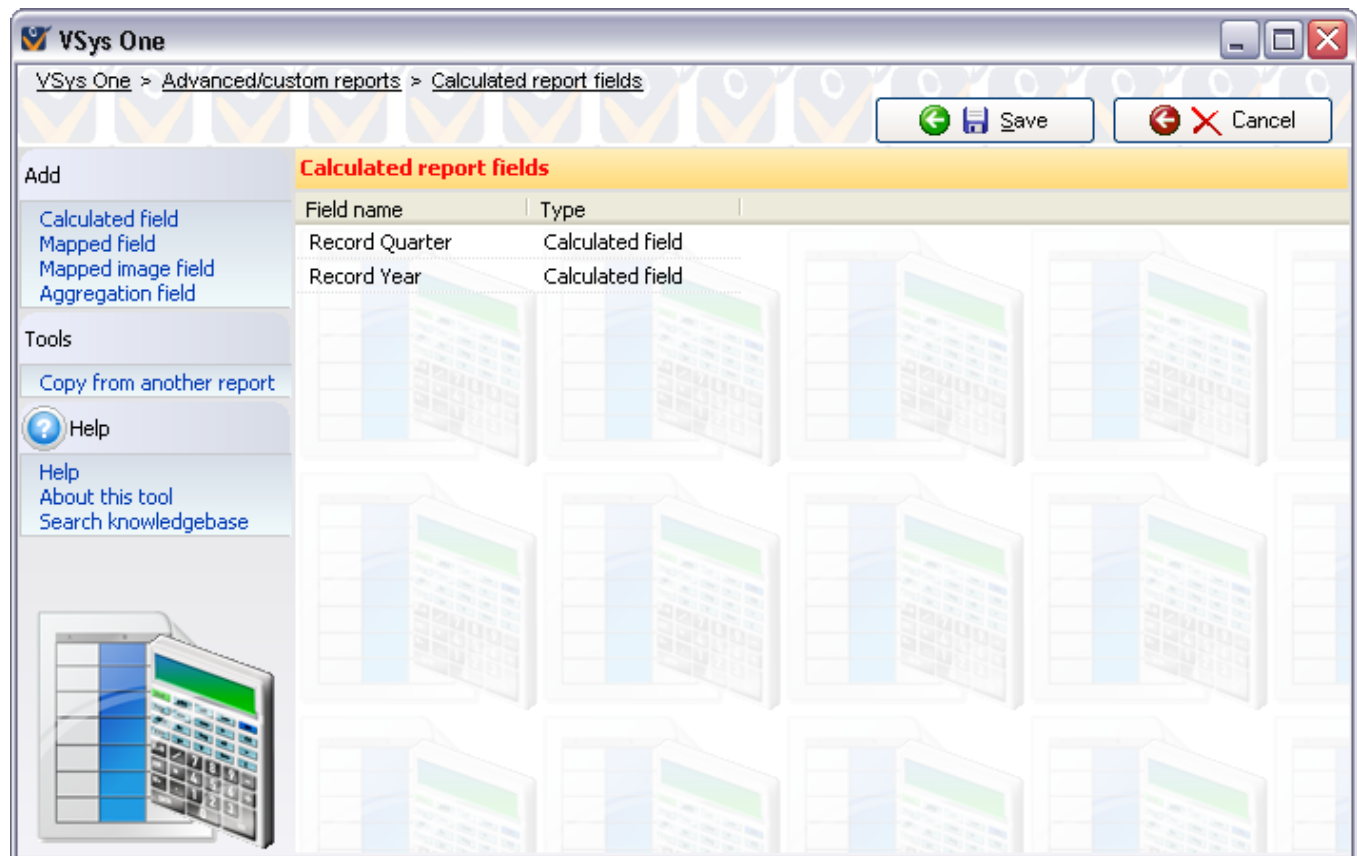 VSys One
VSys One > Advanced/custom reports > Calculated report fields
Save Cancel
Add
Calculated field
Mapped field
Mapped image field
Aggregation field
Tools
Copy from another report
Help
Help
About this tool
Search knowledgebase
Calculated report fields
Field name Type
Record Quarter Calculated field
Record Year Calculated field